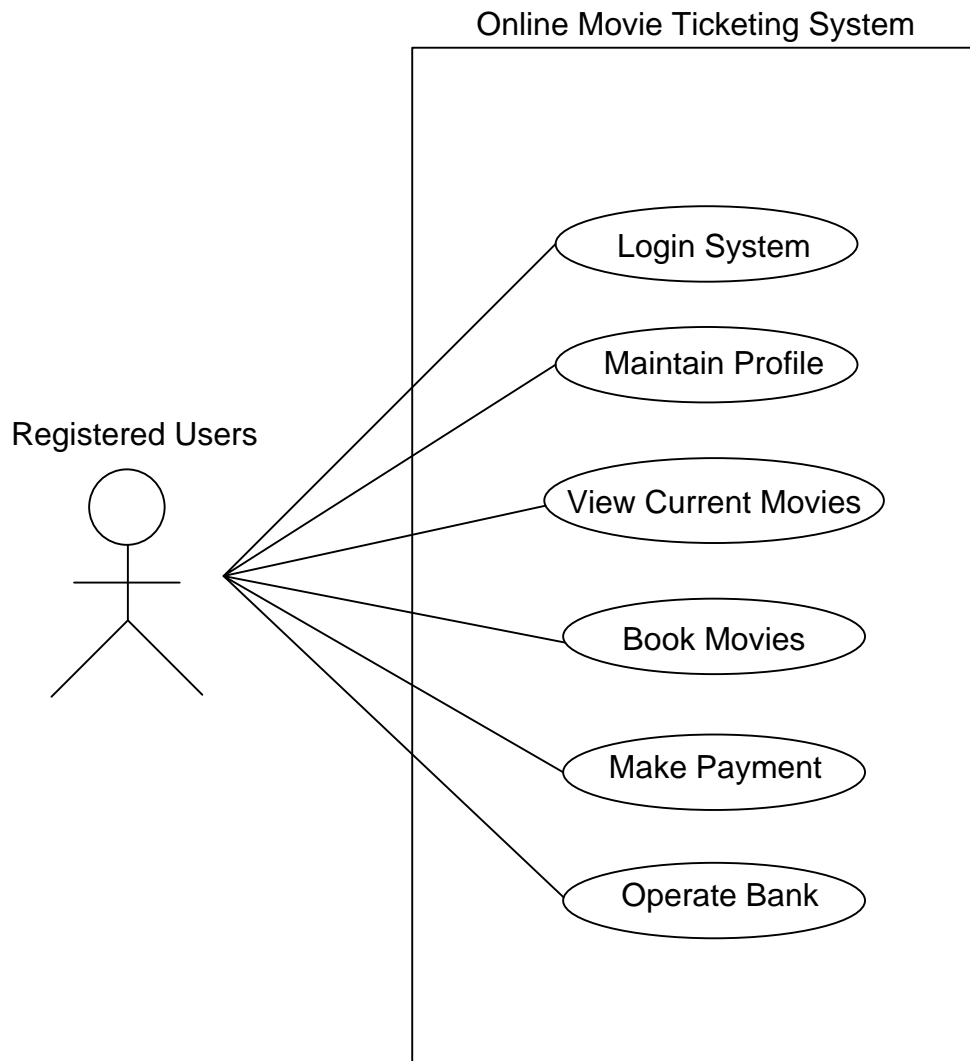 Online Movie Ticketing System
Login System
Maintain Profile
Registered Users
View Current Movies
Book Movies
Make Payment
Operate Bank